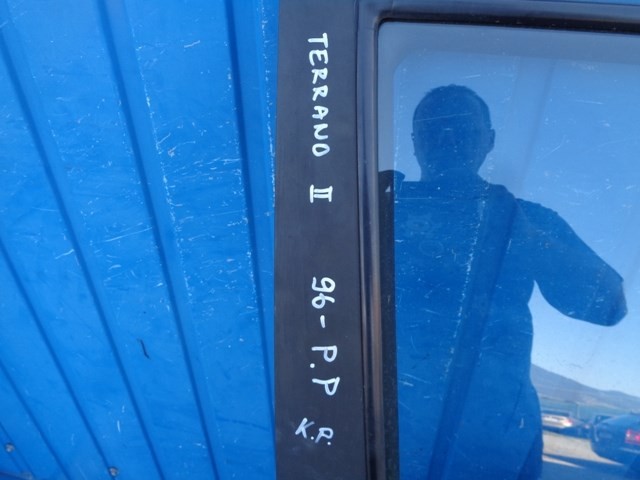 TERRANO II 96- P.P
K.P.